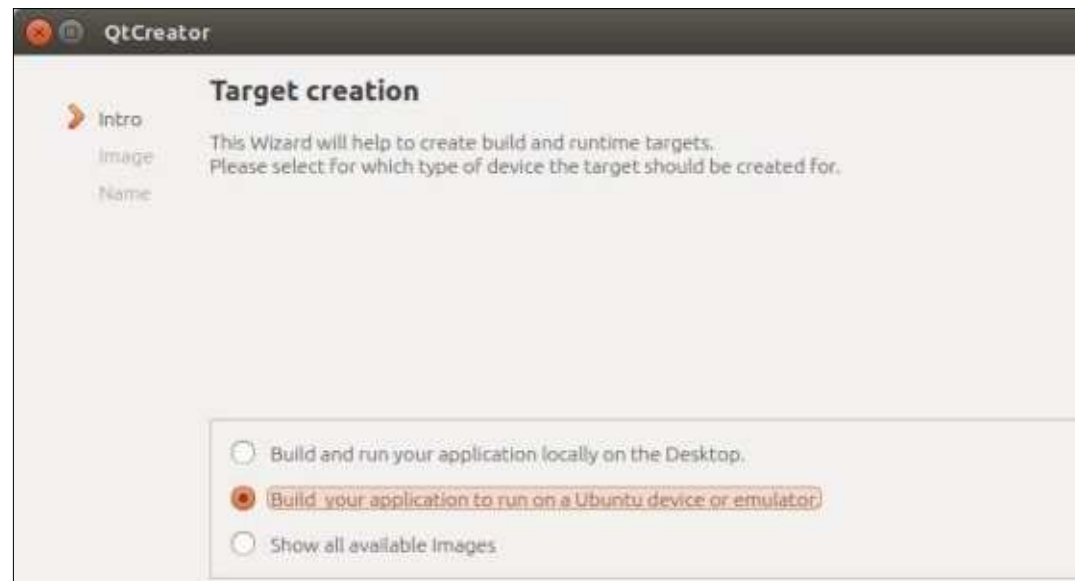 QtCreator
Target creation
Intro
Image
Name
This Wizard will help to create build and runtime targets.
Please select for which type of device the target should be created for.
Build and run your application locally on the Desktop.
Build your application to run on a Ubuntu device or emulator.
Show all available Images